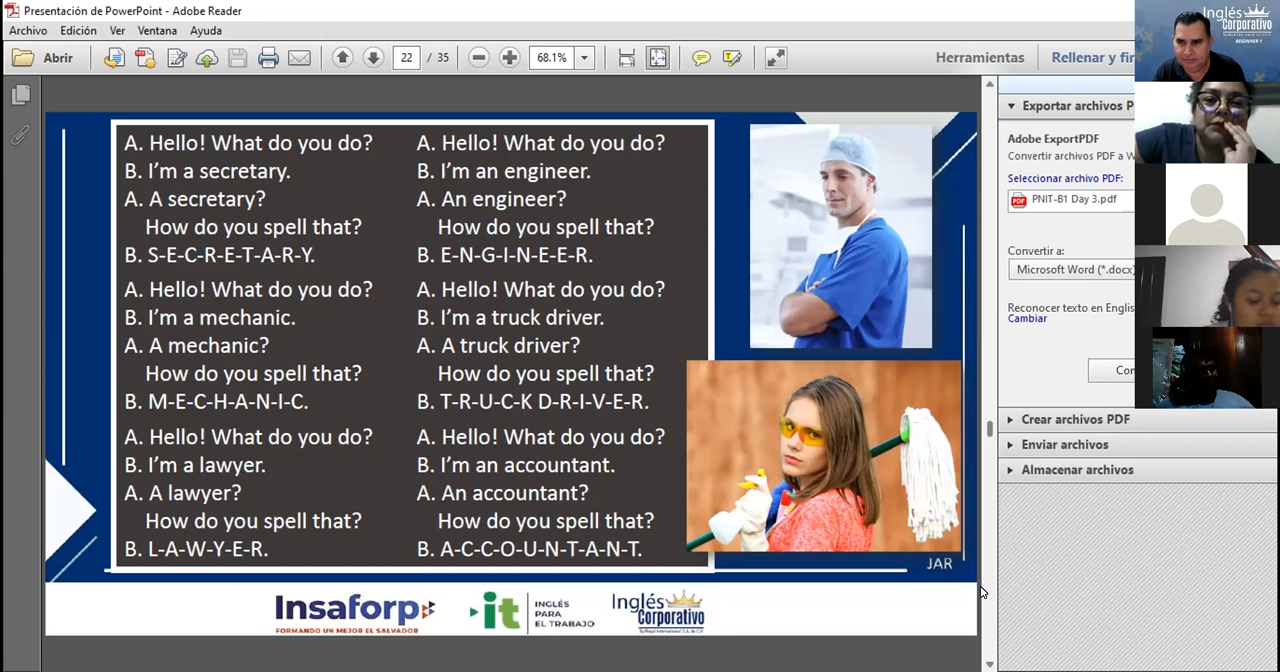 Presentación de PowerPoint - Adobe Reader
Archivo Edición Ver Ventana Ayuda
Abrir
22 / 35
68.1%
Herramientas
Rellenar y fir
A. Hello! What do you do?
B. I'm a secretary.
A. A secretary?
How do you spell that?
B. S-E-C-R-E-T-A-R-Y.
A. Hello! What do you do?
B. I'm a mechanic.
A. A mechanic?
How do you spell that?
B. M-E-C-H-A-N-I-C.
A. Hello! What do you do?
B. I'm a lawyer.
A. A lawyer?
How do you spell that?
B. L-A-W-Y-E-R.
A. Hello! What do you do?
B. I'm an engineer.
A. An engineer?
How do you spell that?
B. E-N-G-I-N-E-E-R.
A. Hello! What do you do?
B. I'm a truck driver.
A. A truck driver?
How do you spell that?
B. T-R-U-C-K D-R-I-V-E-R.
A. Hello! What do you do?
B. I'm an accountant.
A. An accountant?
How do you spell that?
B. A-C-C-O-U-N-T-A-N-T.
JAR
Insaforp
FORMANDO UN MEJOR EL SALVADOR
it
INGLÉS
PARA
EL TRABAJO
Inglés
Corporativo
Exportar archivos P
Adobe ExportPDF
Convertir archivos PDF a W
Seleccionar archivo PDF:
PNIT-B1 Day 3.pdf
Convertir a:
Microsoft Word (*.docx)
Reconocer texto en English
Cambiar
Con
Crear archivos PDF
Enviar archivos
Almacenar archivos
Inglés
Corporativo
BEGINNER 1